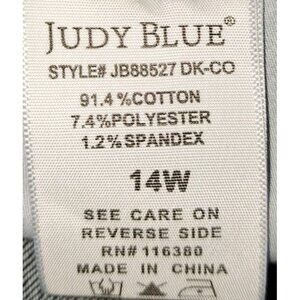 JUDY BLUE®
STYLE# JB88527 DK-CO
91.4%COTTON
7.4%POLYESTER
1.2%SPANDEX
14W
SEE CARE ON
REVERSE SIDE
RN# 116380
MADE IN CHINA